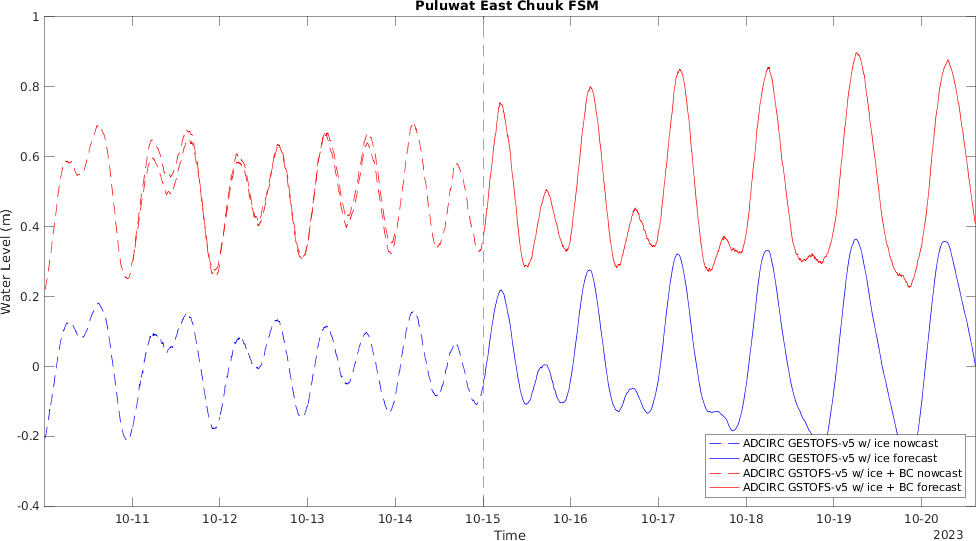 Puluwat East Chuuk FSM
1
0.8
0.6
0.4
0.2
0
-0.2
-0.4
Water Level (m)
ADCIRC GESTOFS-v5 w/ ice nowcast
ADCIRC GESTOFS-v5 w/ ice forecast
ADCIRC GSTOFS-v5 w/ ice + BC nowcast
ADCIRC GSTOFS-v5 w/ ice + BC forecast
10-11 10-12 10-13 10-14 10-15 10-16 10-17 10-18 10-19 10-20
Time
2023